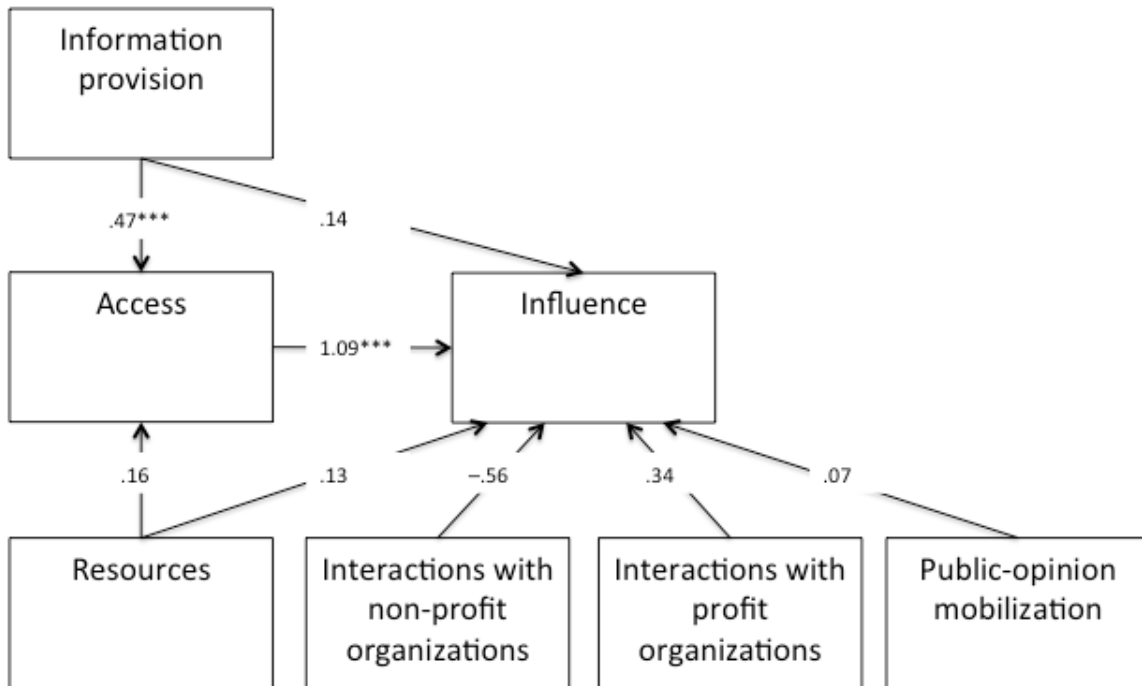 Information
provision
.47***
.14
Access
Influence
1.09***
.16
.13
–.56
.34
.07
Resources
Interactions with
non-profit
organizations
Interactions with
profit
organizations
Public-opinion
mobilization